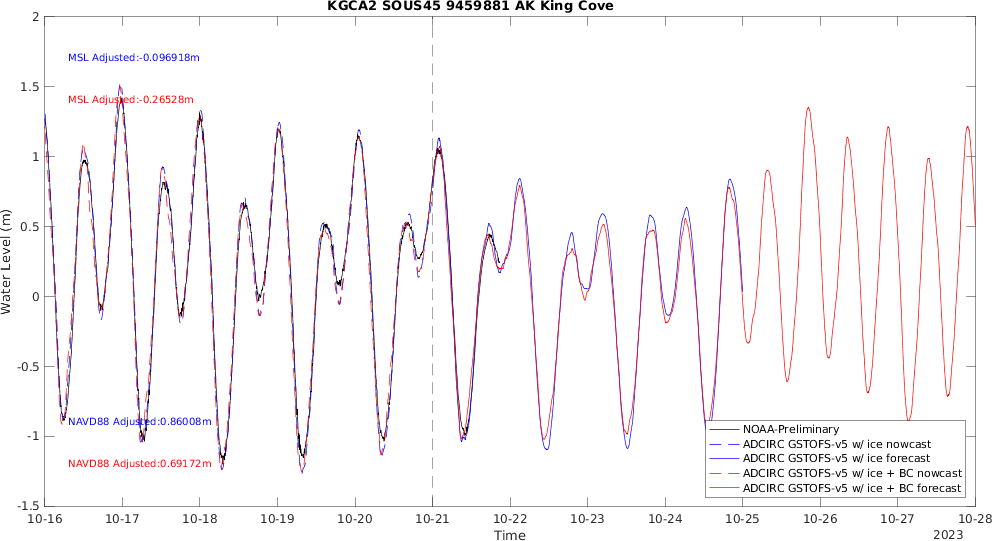 KGCA2 SOUS45 9459881 AK King Cove
MSL Adjusted:-0.096918m
MSL Adjusted:-0.26528m
NAVD88 Adjusted:0.86008m
NAVD88 Adjusted:0.69172m
Water Level (m)
2
1.5
1
0.5
0
-0.5
-1
-1.5
NOAA-Preliminary
ADCIRC GSTOFS-v5 w/ ice nowcast
ADCIRC GSTOFS-v5 w/ ice forecast
ADCIRC GSTOFS-v5 w/ ice + BC nowcast
ADCIRC GSTOFS-v5 w/ ice + BC forecast
10-16 10-17 10-18 10-19 10-20 10-21 10-22 10-23 10-24 10-25 10-26 10-27 10-28
Time
2023